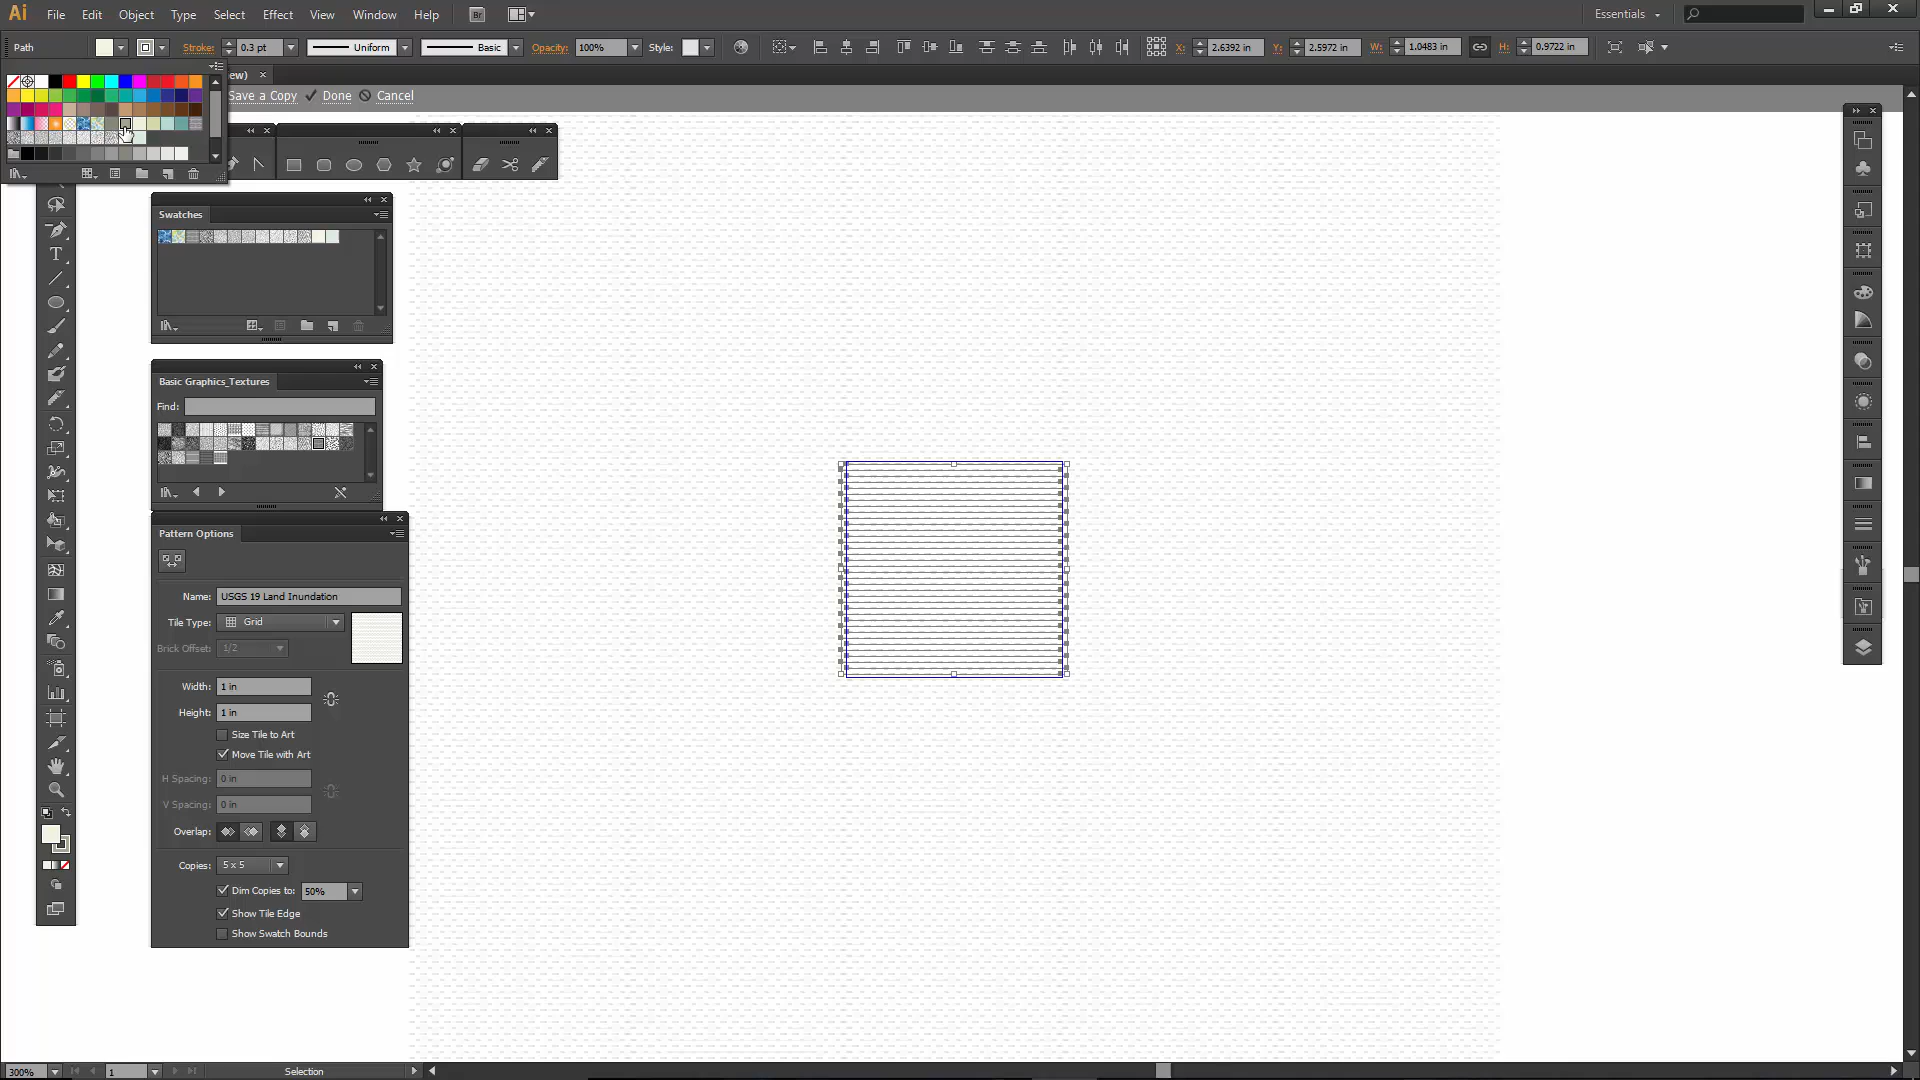 Ai File Edit Object Type Select Effect View Window Help Br Essentials
Path Stroke: 0.3 pt Uniform Basic Opacity: 100% Style: X: 2.6392 in Y: 2.5972 in W: 1.0483 in H: 0.9722 in
ew)
Save a Copy Done Cancel
Swatches
Basic Graphics_Textures
Find:
Pattern Options
Name: USGS 19 Land Inundation
Tile Type: Grid
Brick Offset: 1/2
Width: 1 in
Height: 1 in
Size Tile to Art
Move Tile with Art
H Spacing: 0 in
V Spacing: 0 in
Overlap:
Copies: 5 x 5
Dim Copies to: 50%
Show Tile Edge
Show Swatch Bounds
300% 1 Selection